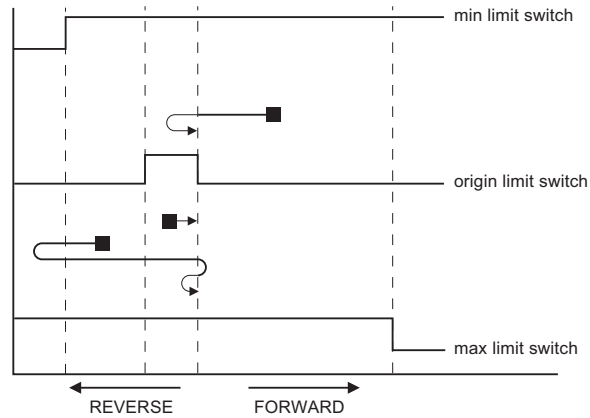 min limit switch
origin limit switch
max limit switch
REVERSE FORWARD